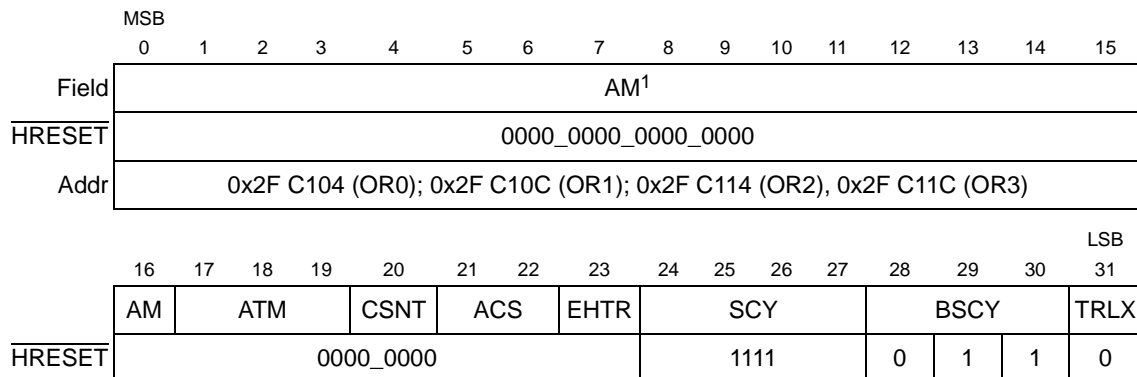 MSB
0 1 2 3 4 5 6 7 8 9 10 11 12 13 14 15
Field AM1
HRESET 0000_0000_0000_0000
Addr 0x2F C104 (OR0); 0x2F C10C (OR1); 0x2F C114 (OR2), 0x2F C11C (OR3)
LSB
16 17 18 19 20 21 22 23 24 25 26 27 28 29 30 31
AM ATM CSNT ACS EHTR SCY BSCY TRLX
HRESET 0000_0000 1111 0 1 1 0